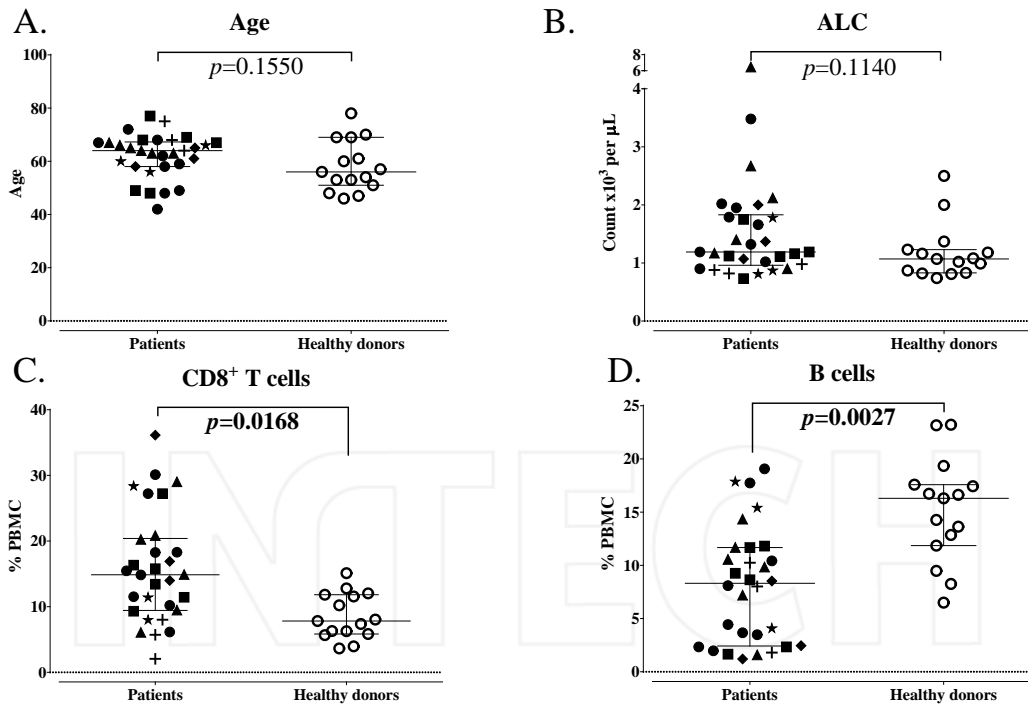 A.
Age
p=0.1550
100
80
60
40
20
0
Age
Patients
Healthy donors
B.
ALC
p=0.1140
8
6
4
3
2
1
0
Count x10³ per µL
Patients
Healthy donors
C.
CD8⁺ T cells
p=0.0168
40
30
20
10
0
% PBMC
Patients
Healthy donors
D.
B cells
p=0.0027
25
20
15
10
5
0
% PBMC
Patients
Healthy donors
INTECH